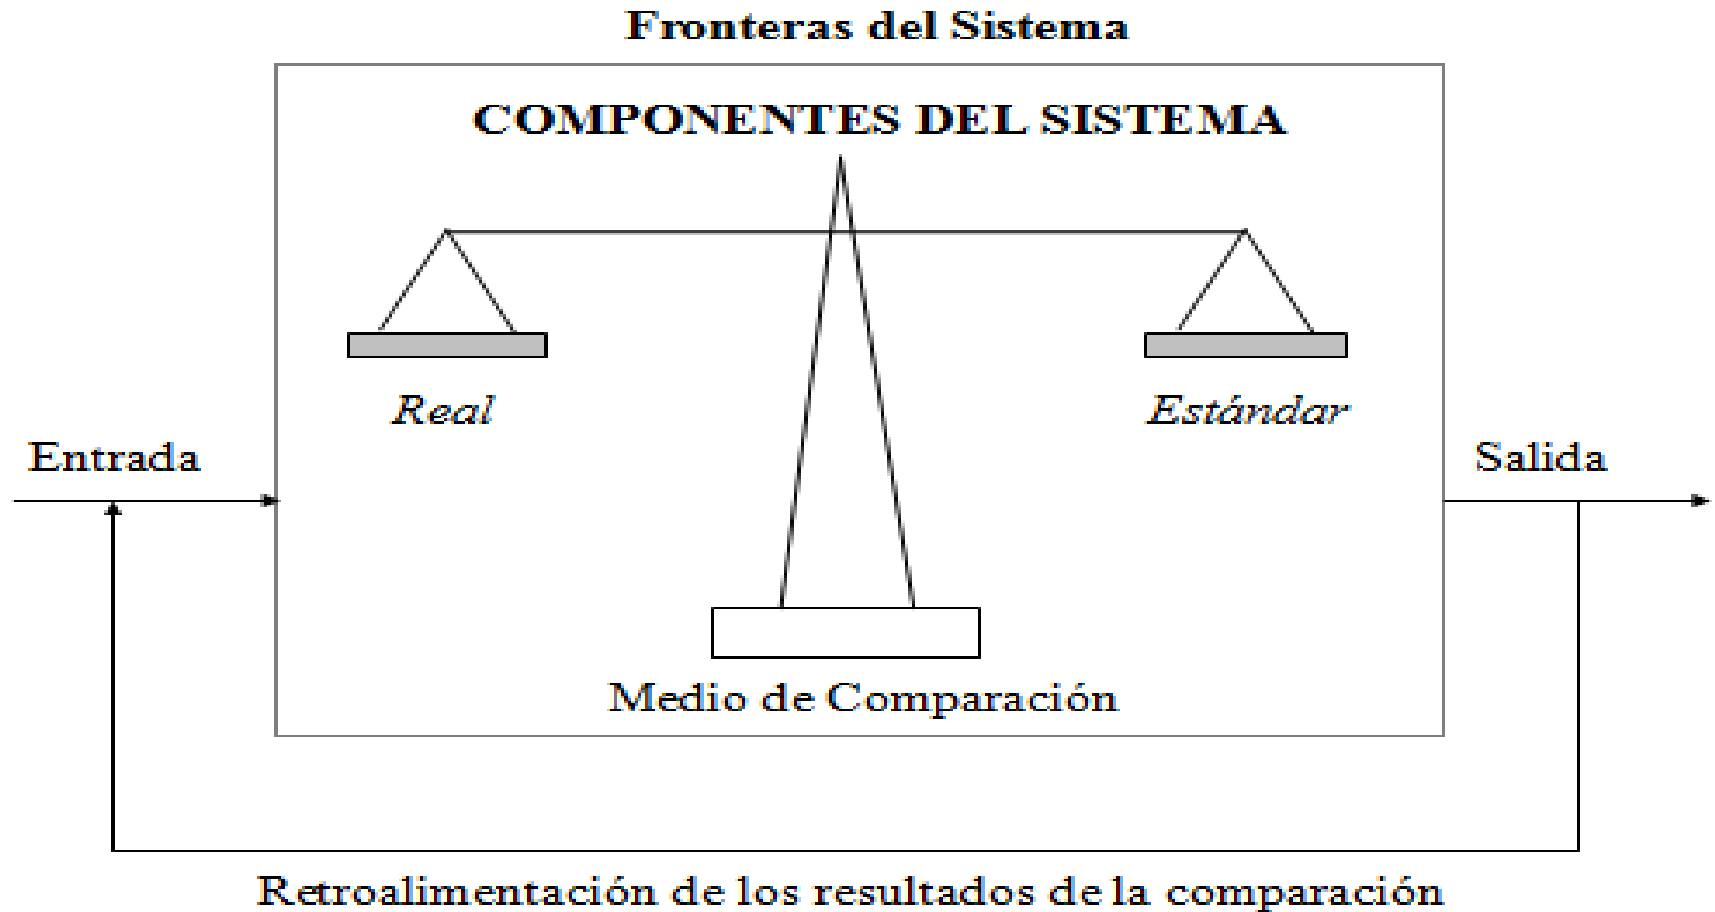 Fronteras del Sistema
COMPONENTES DEL SISTEMA
Real
Estándar
Entrada
Salida
Medio de Comparación
Retroalimentación de los resultados de la comparación